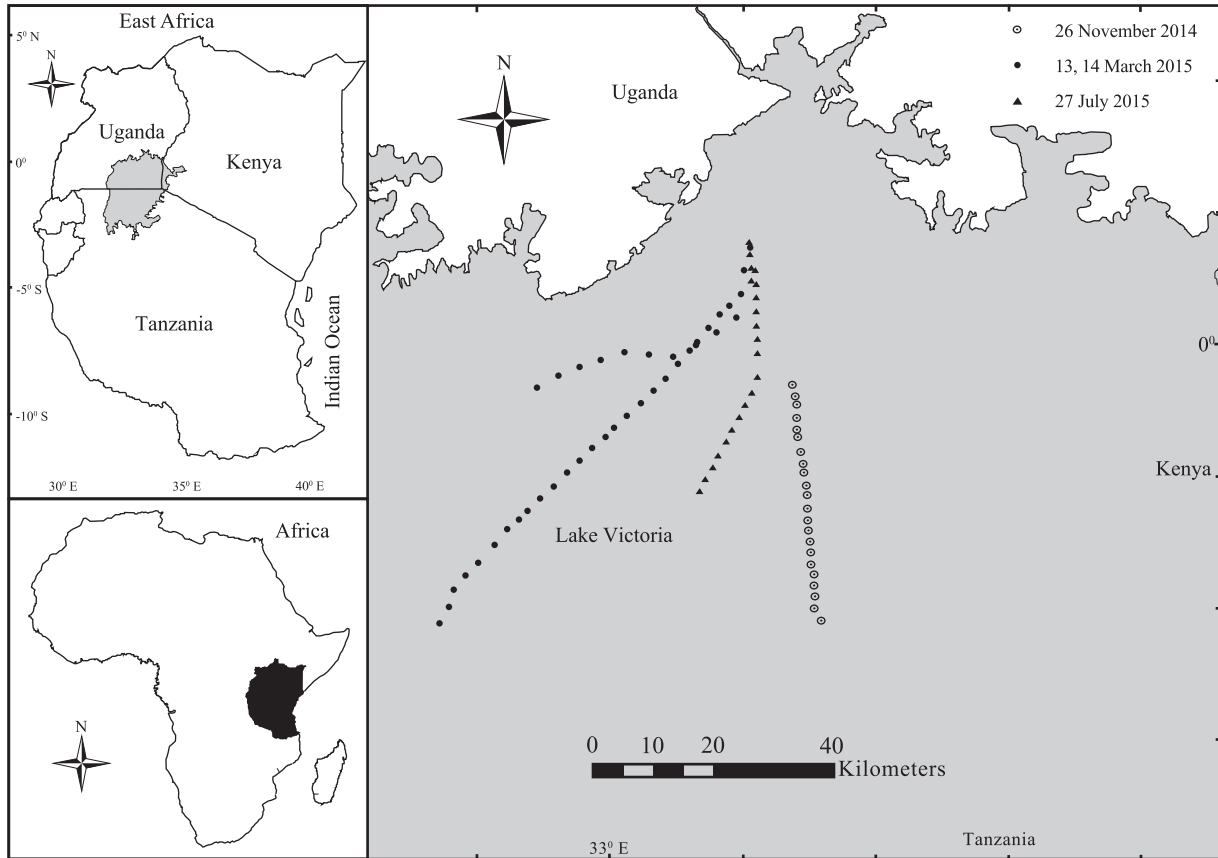 East Africa
5⁰ N
N
Uganda
0⁰
Kenya
-5⁰ S
Tanzania
Indian Ocean
-10⁰ S
30⁰ E
35⁰ E
40⁰ E
Africa
N
26 November 2014
13, 14 March 2015
27 July 2015
N
Uganda
0⁰
Kenya
Lake Victoria
0
10
20
40
Kilometers
33⁰ E
Tanzania